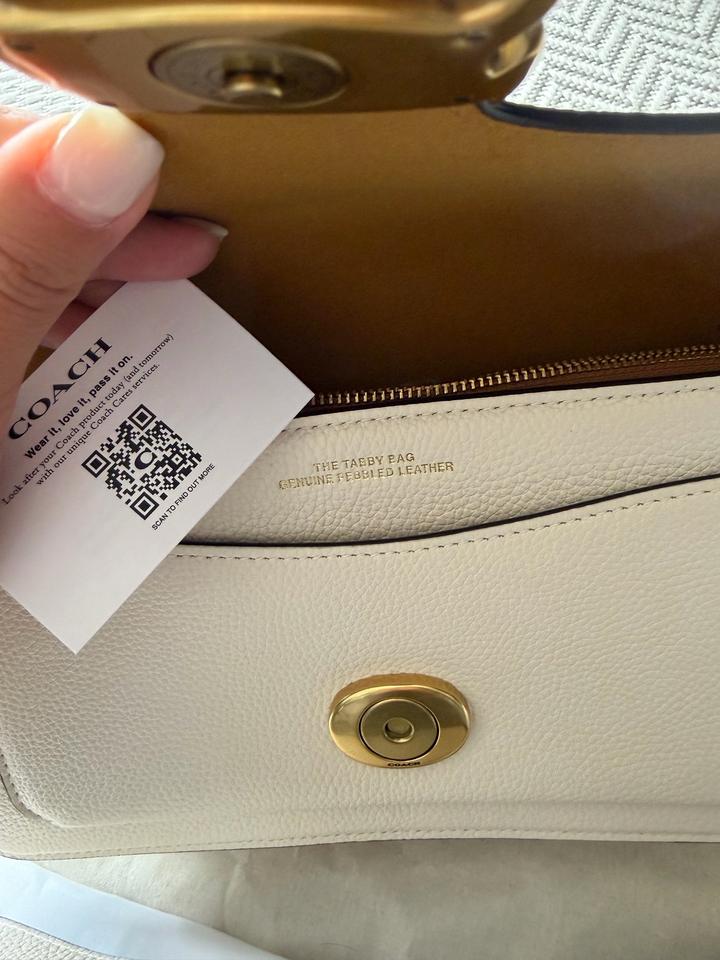 COACH
Wear it, love it, pass it on.
Look after your Coach product today (and tomorrow)
with our unique Coach Cares services.
C
SCAN TO FIND OUT MORE
THE TABBY BAG
GENUINE PEBBLED LEATHER
COACH